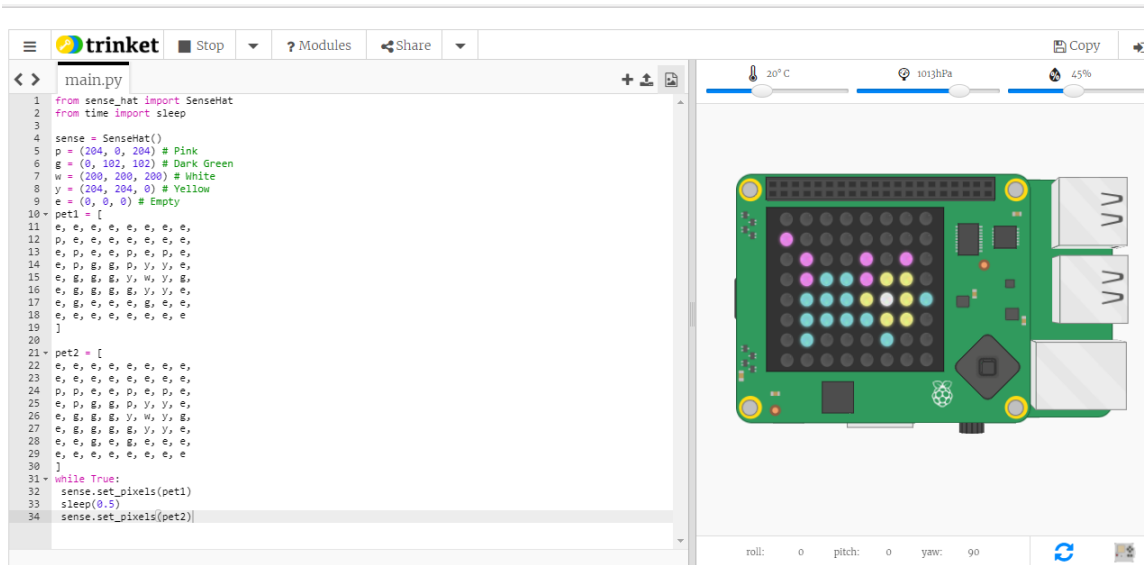 trinket
Stop
? Modules
Share
Copy
main.py
20° C
1013hPa
45%
1 from sense_hat import SenseHat
2 from time import sleep
3
4 sense = SenseHat()
5 p = (204, 0, 204) # Pink
6 g = (0, 102, 102) # Dark Green
7 w = (200, 200, 200) # White
8 y = (204, 204, 0) # Yellow
9 e = (0, 0, 0) # Empty
10 pet1 = [
11 e, e, e, e, e, e, e, e,
12 p, e, e, e, e, e, e, e,
13 e, p, e, e, p, e, p, e,
14 e, p, g, g, p, y, y, e,
15 e, g, g, g, y, w, y, g,
16 e, g, g, g, g, y, y, e,
17 e, g, e, e, e, g, e, e,
18 e, e, e, e, e, e, e, e
19 ]
20
21 pet2 = [
22 e, e, e, e, e, e, e, e,
23 e, e, e, e, e, e, e, e,
24 p, p, e, e, p, e, p, e,
25 e, p, g, g, p, y, y, e,
26 e, g, g, g, y, w, y, g,
27 e, g, g, g, g, y, y, e,
28 e, e, g, e, g, e, e, e,
29 e, e, e, e, e, e, e, e
30 ]
31 while True:
32 sense.set_pixels(pet1)
33 sleep(0.5)
34 sense.set_pixels(pet2)
roll: 0 pitch: 0 yaw: 90